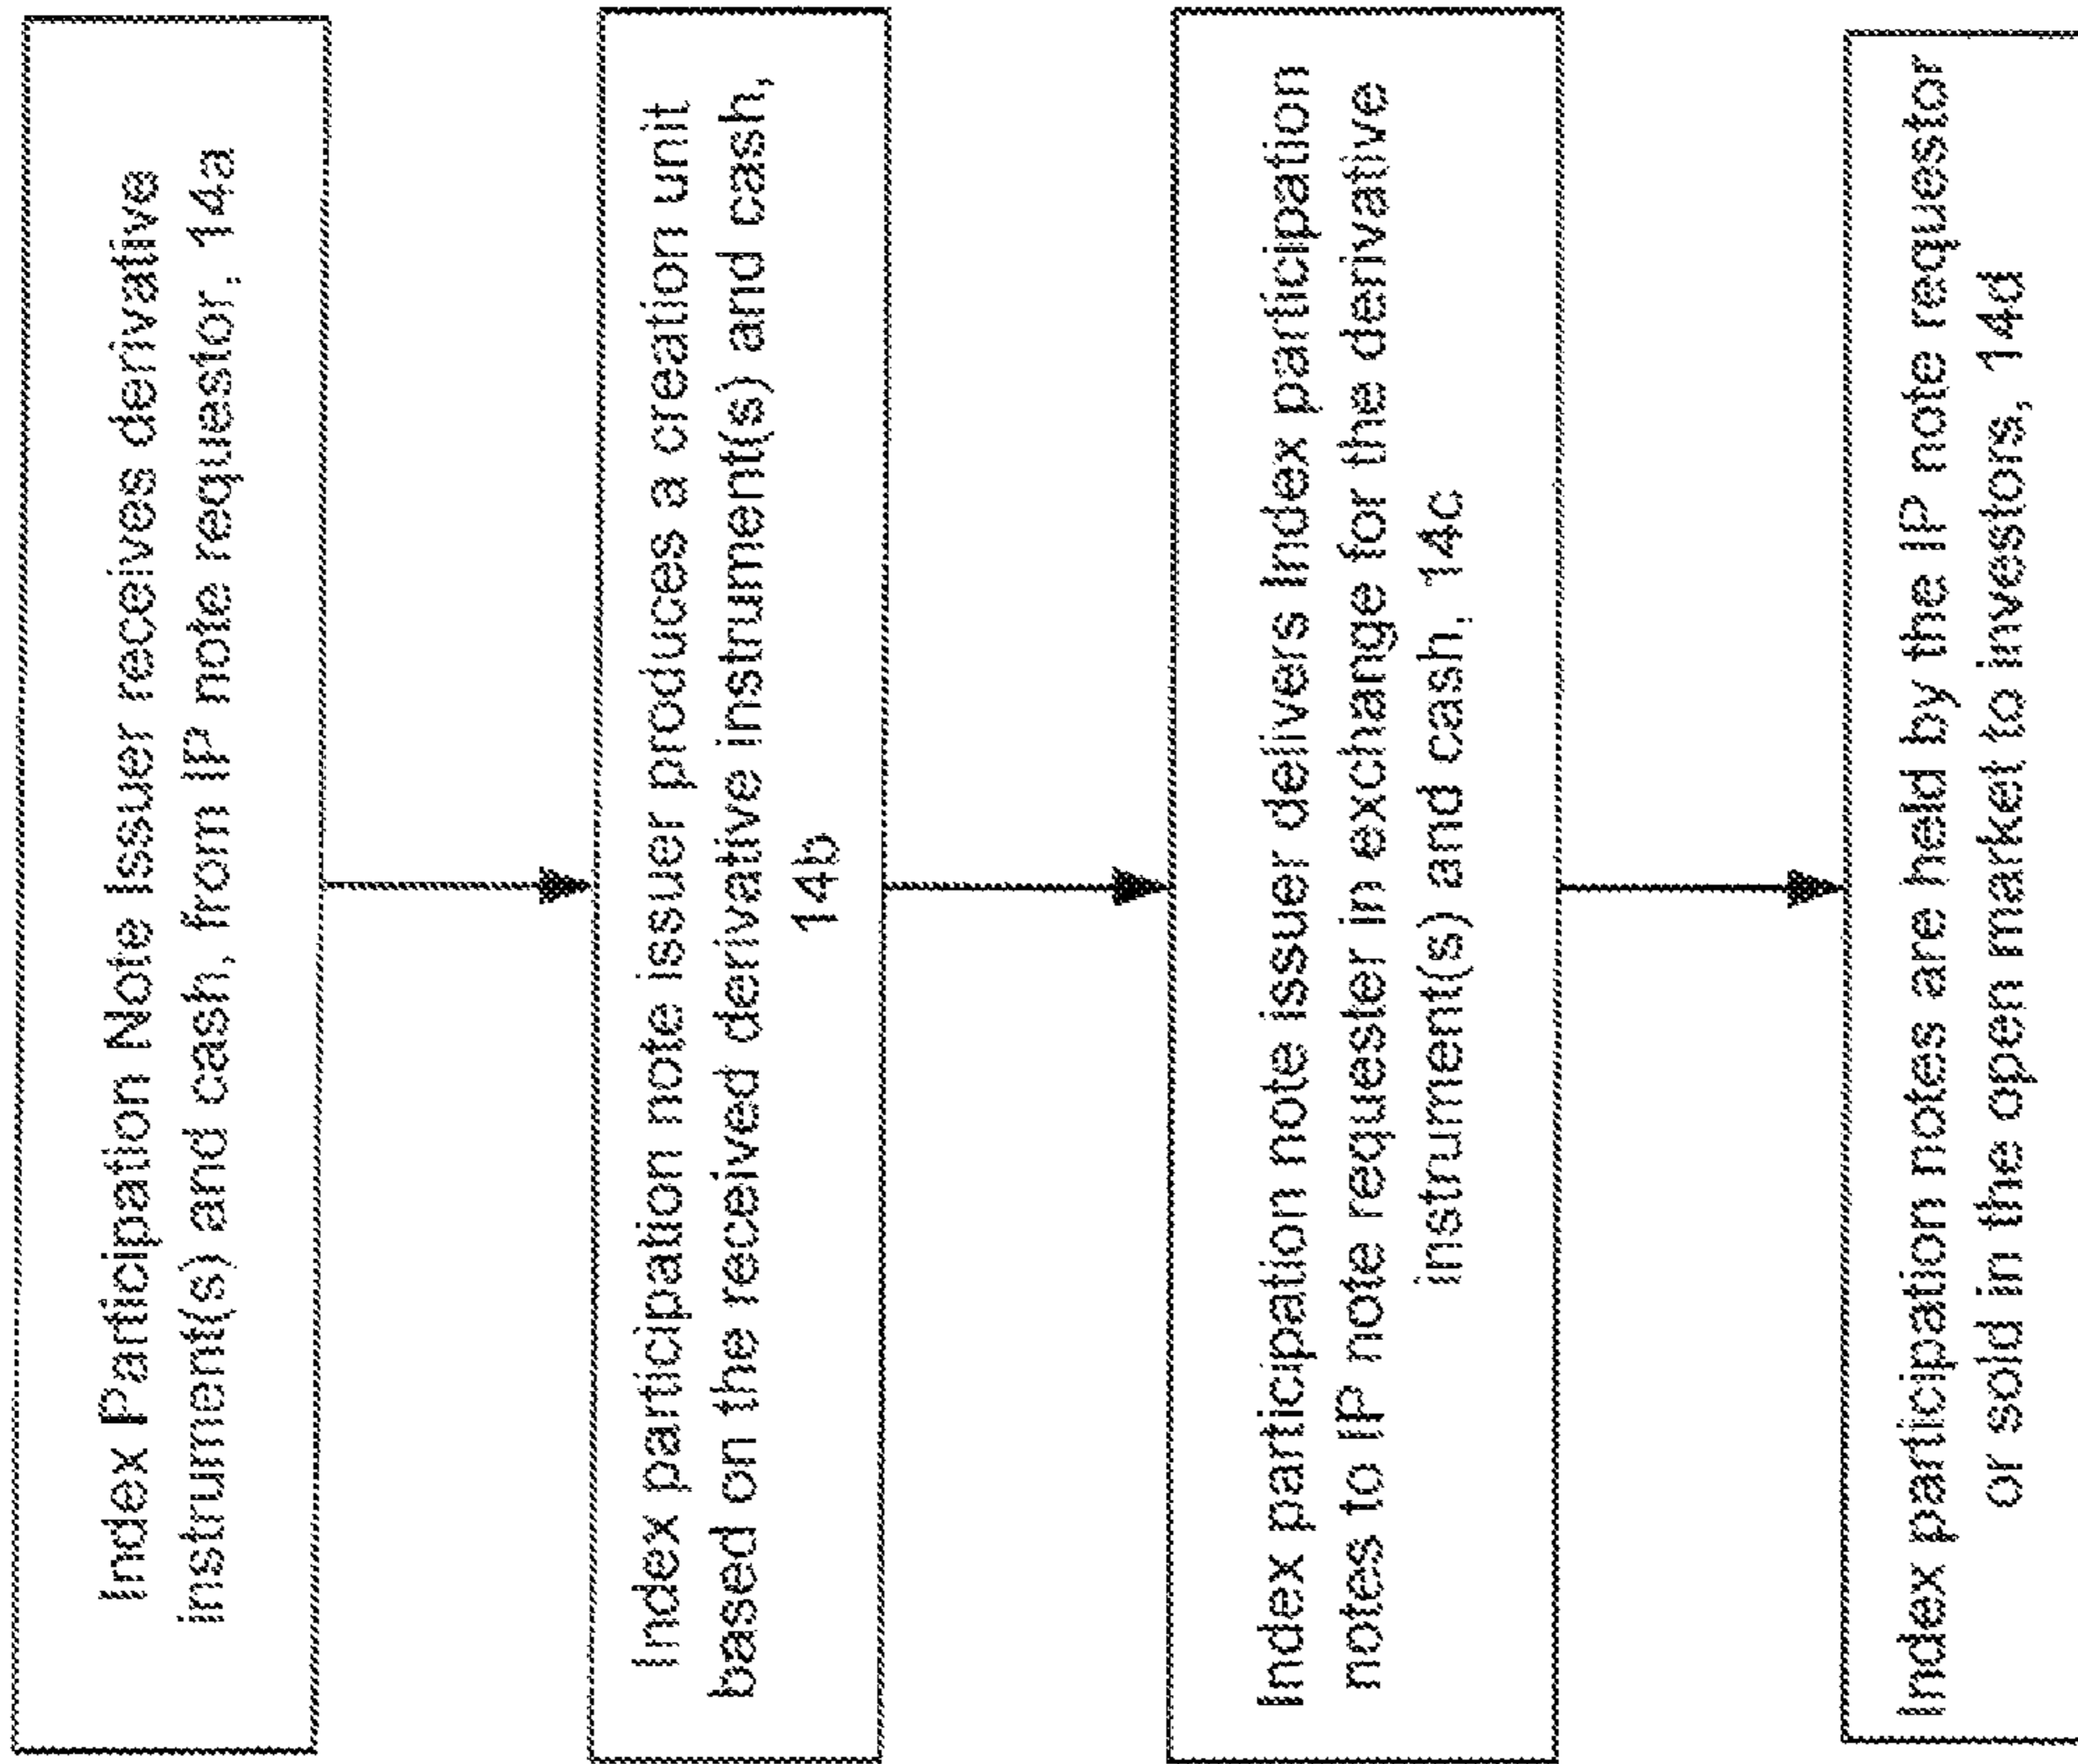 Index Participation Note Issuer receives derivative
instrument(s) and cash, from IP note requestor, 14a
Index participation note issuer produces a creation unit
based on the received derivative instrument(s) and cash,
14b
Index participation note issuer delivers Index participation
notes to IP note requester in exchange for the derivative
instrument(s) and cash, 14c
Index participation notes are held by the IP note requestor
or sold in the open market to investors, 14d